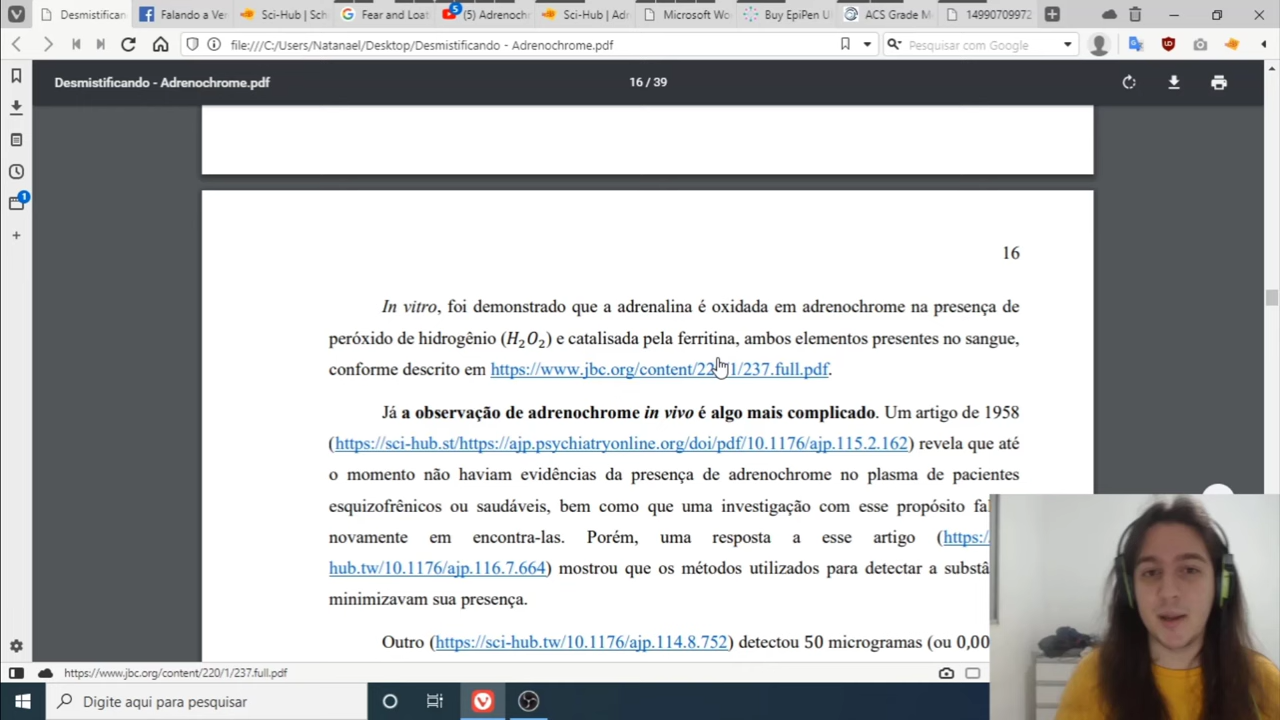 Desmistifican
Falando a Ve
Sci-Hub | Sch
Fear and Loat
5
(5) Adrenochr
Sci-Hub | Adr
Microsoft Wo
Buy EpiPen U
ACS Grade M
14990709972
file:///C:/Users/Natanael/Desktop/Desmistificando - Adrenochrome.pdf
Pesquisar com Google
Desmistificando - Adrenochrome.pdf
16 / 39
1
16
In vitro, foi demonstrado que a adrenalina é oxidada em adrenochrome na presença de
peróxido de hidrogênio (H₂O₂) e catalisada pela ferritina, ambos elementos presentes no sangue,
conforme descrito em https://www.jbc.org/content/220/1/237.full.pdf.
Já a observação de adrenochrome in vivo é algo mais complicado. Um artigo de 1958
(https://sci-hub.st/https://ajp.psychiatryonline.org/doi/pdf/10.1176/ajp.115.2.162) revela que até
o momento não haviam evidências da presença de adrenochrome no plasma de pacientes
esquizofrênicos ou saudáveis, bem como que uma investigação com esse propósito fal
novamente em encontra-las. Porém, uma resposta a esse artigo (https:/
hub.tw/10.1176/ajp.116.7.664) mostrou que os métodos utilizados para detectar a substâ
minimizavam sua presença.
Outro (https://sci-hub.tw/10.1176/ajp.114.8.752) detectou 50 microgramas (ou 0,00
https://www.jbc.org/content/220/1/237.full.pdf
Digite aqui para pesquisar